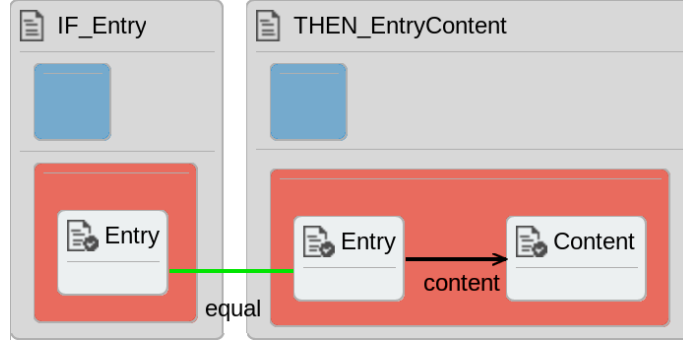 IF_Entry
THEN_EntryContent
Entry
Entry
Content
content
equal